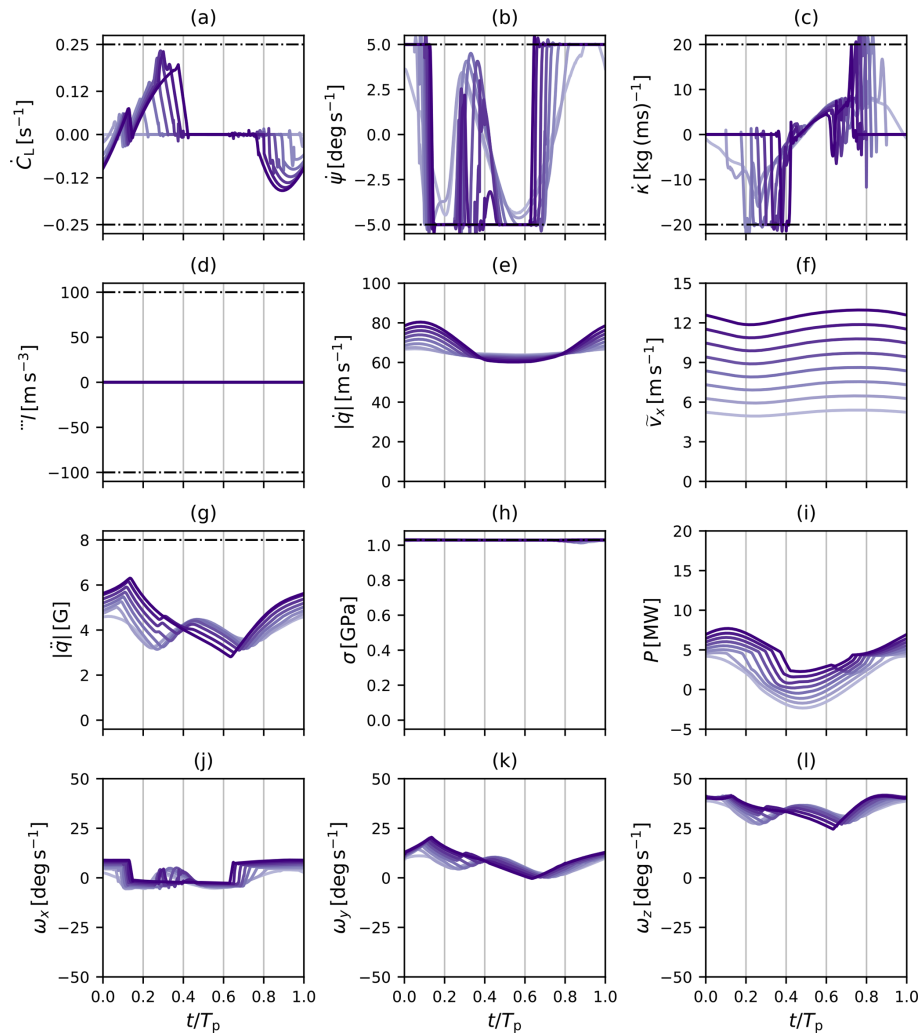 (a) (b) (c)
0.25 0.12 0.00 −0.12 −0.25
Ċ_L [s⁻¹]
5.0 2.5 0.0 −2.5 −5.0
ψ̇ [deg s⁻¹]
20 10 0 −10 −20
κ̇ [kg (ms)⁻¹]
(d) (e) (f)
100 50 0 −50 −100
l⃛ [m s⁻³]
100 80 60 40 20 0
|q̇| [m s⁻¹]
15 12 9 6 3 0
ṽ_x [m s⁻¹]
(g) (h) (i)
8 6 4 2 0
|q̈| [G]
1.0 0.8 0.6 0.4 0.2 0.0
σ [GPa]
20 15 10 5 0 −5
P [MW]
(j) (k) (l)
50 25 0 −25 −50
ω_x [deg s⁻¹]
50 25 0 −25 −50
ω_y [deg s⁻¹]
50 25 0 −25 −50
ω_z [deg s⁻¹]
0.0 0.2 0.4 0.6 0.8 1.0
0.0 0.2 0.4 0.6 0.8 1.0
0.0 0.2 0.4 0.6 0.8 1.0
t/T_p t/T_p t/T_p